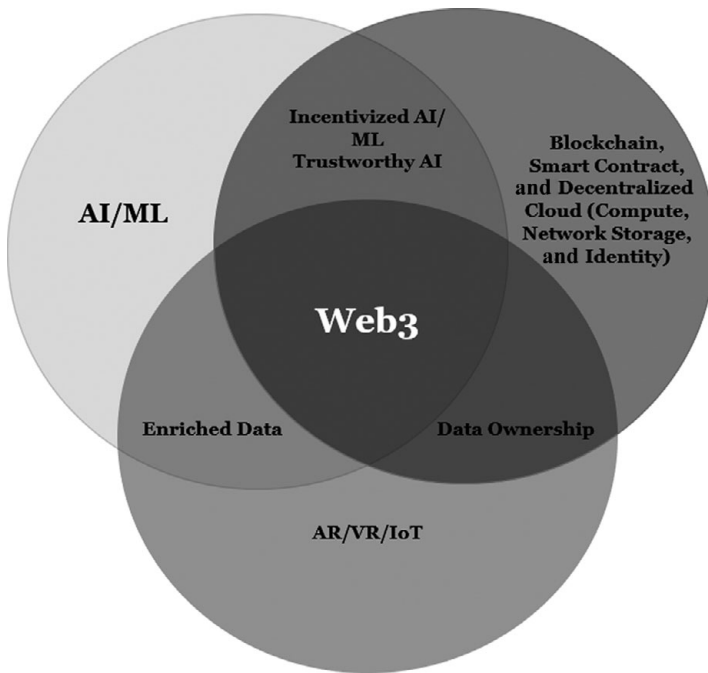 Incentivized AI/
ML
Trustworthy AI
Blockchain,
Smart Contract,
and Decentralized
Cloud (Compute,
Network Storage,
and Identity)
AI/ML
Web3
Enriched Data
Data Ownership
AR/VR/IoT